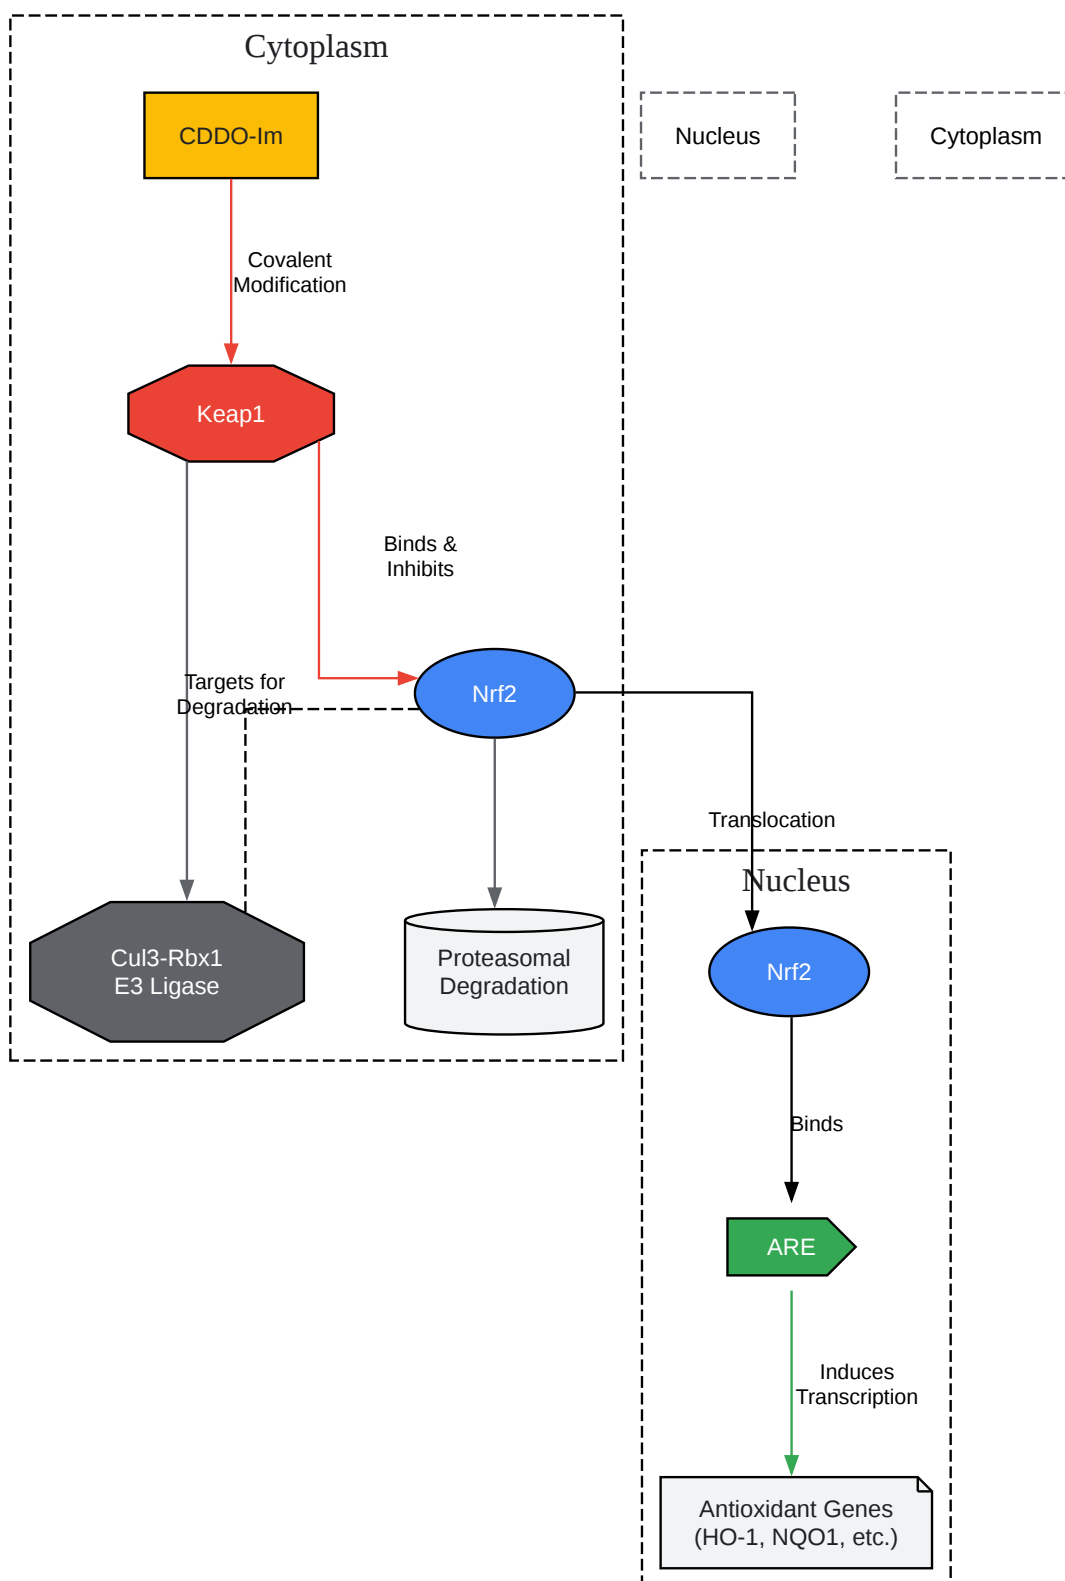 Cytoplasm
CDDO-Im
Nucleus
Cytoplasm
Covalent
Modification
Keap1
Binds &
Inhibits
Targets for
Degradation
Nrf2
Translocation
Nucleus
Cul3-Rbx1
E3 Ligase
Proteasomal
Degradation
Nrf2
Binds
ARE
Induces
Transcription
Antioxidant Genes
(HO-1, NQO1, etc.)